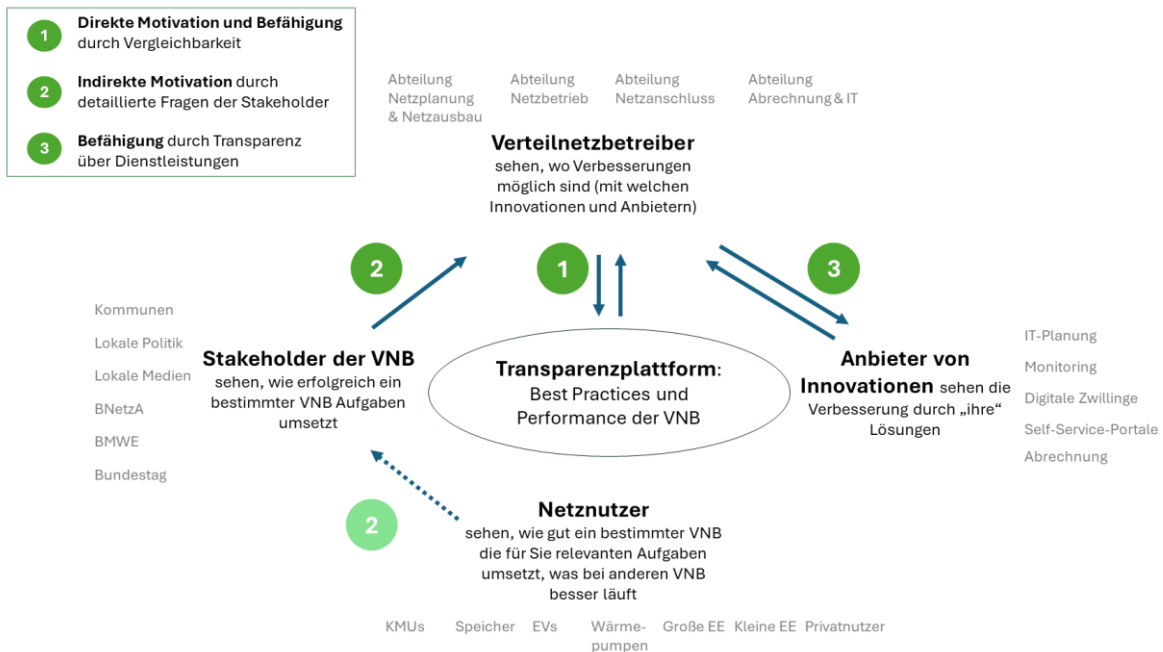 1
Direkte Motivation und Befähigung
durch Vergleichbarkeit
2
Indirekte Motivation durch
detaillierte Fragen der Stakeholder
3
Befähigung durch Transparenz
über Dienstleistungen
Abteilung
Netzplanung
& Netzausbau
Abteilung
Netzbetrieb
Abteilung
Netzanschluss
Abteilung
Abrechnung & IT
Verteilnetzbetreiber
sehen, wo Verbesserungen
möglich sind (mit welchen
Innovationen und Anbietern)
2
1
3
Kommunen
Lokale Politik
Lokale Medien
BNetzA
BMWE
Bundestag
Stakeholder der VNB
sehen, wie erfolgreich ein
bestimmter VNB Aufgaben
umsetzt
Transparenzplattform:
Best Practices und
Performance der VNB
Anbieter von
Innovationen sehen die
Verbesserung durch „ihre“
Lösungen
IT-Planung
Monitoring
Digitale Zwillinge
Self-Service-Portale
Abrechnung
2
Netznutzer
sehen, wie gut ein bestimmter VNB
die für Sie relevanten Aufgaben
umsetzt, was bei anderen VNB
besser läuft
KMUs
Speicher
EVs
Wärme-
pumpen
Große EE
Kleine EE
Privatnutzer